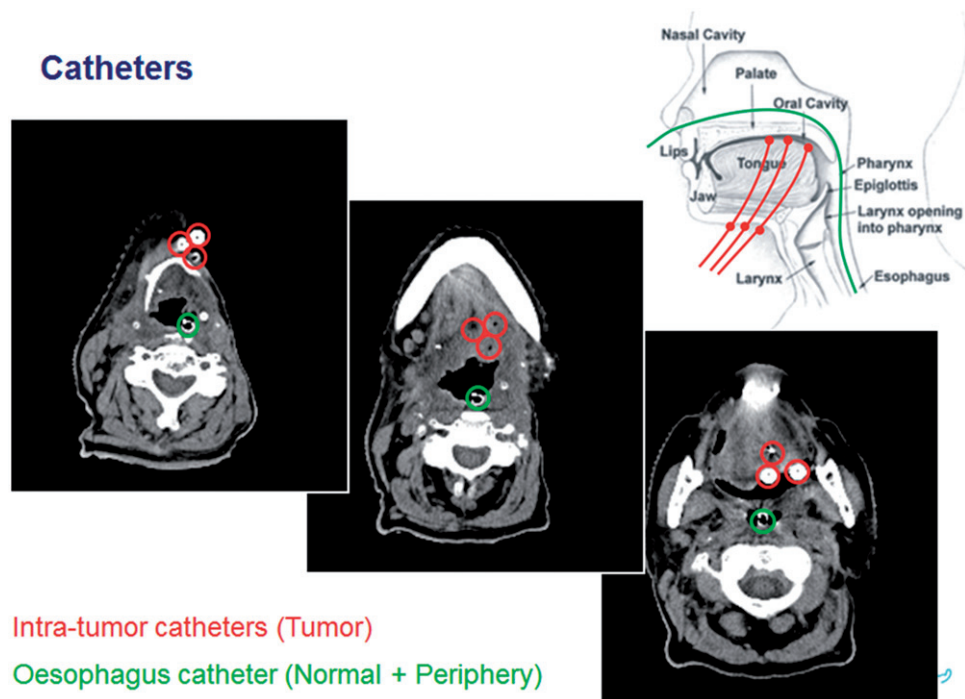 Catheters
Nasal Cavity
Palate
Oral Cavity
Lips
Tongue
Pharynx
Jaw
Epiglottis
Larynx opening
into pharynx
Larynx
Esophagus
Intra-tumor catheters (Tumor)
Oesophagus catheter (Normal + Periphery)